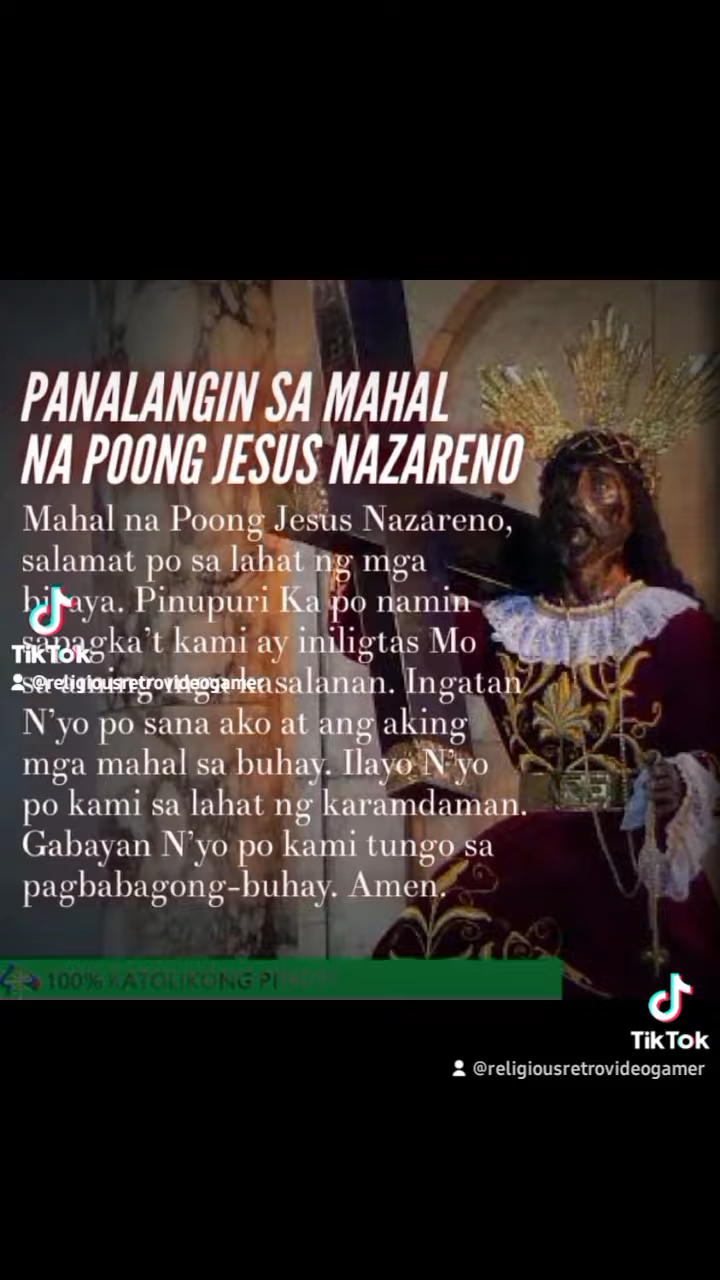 PANALANGIN SA MAHAL
NA POONG JESUS NAZARENO
Mahal na Poong Jesus Nazareno,
salamat po sa lahat ng mga
Pinupuri Ka po namin
sapagka't kami ay iniligtas Mo
kasalanan. Ingatan
N'yo po sana ako at ang aking
mga mahal sa buhay. Ilayo N'yo
po kami sa lahat ng karamdaman.
Gabayan N'yo po kami tungo sa
pagbabagong-buhay. Amen.
TikTok
@religiousretrovideogamer
100% KATOLIKONG
TikTok
@religiousretrovideogamer